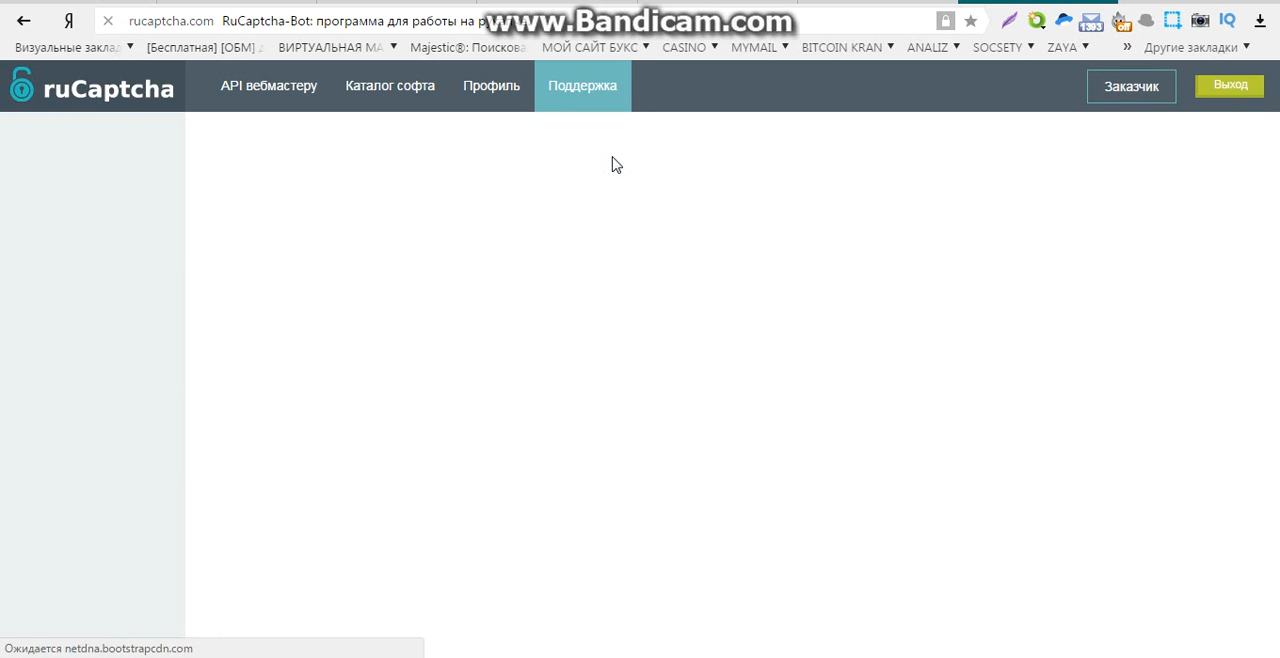 www.Bandicam.com
Я rucaptcha.com RuCaptcha-Bot: программа для работы на
1393 Off IQ
Визуальные заклад [Бесплатная] [ОБМ] ВИРТУАЛЬНАЯ МА Majestic®: Поискова МОЙ САЙТ БУКС CASINO MYMAIL BITCOIN KRAN ANALIZ SOCSETY ZAYA » Другие закладки
ruCaptcha API вебмастеру Каталог софта Профиль Поддержка Заказчик Выход
Ожидается netdna.bootstrapcdn.com